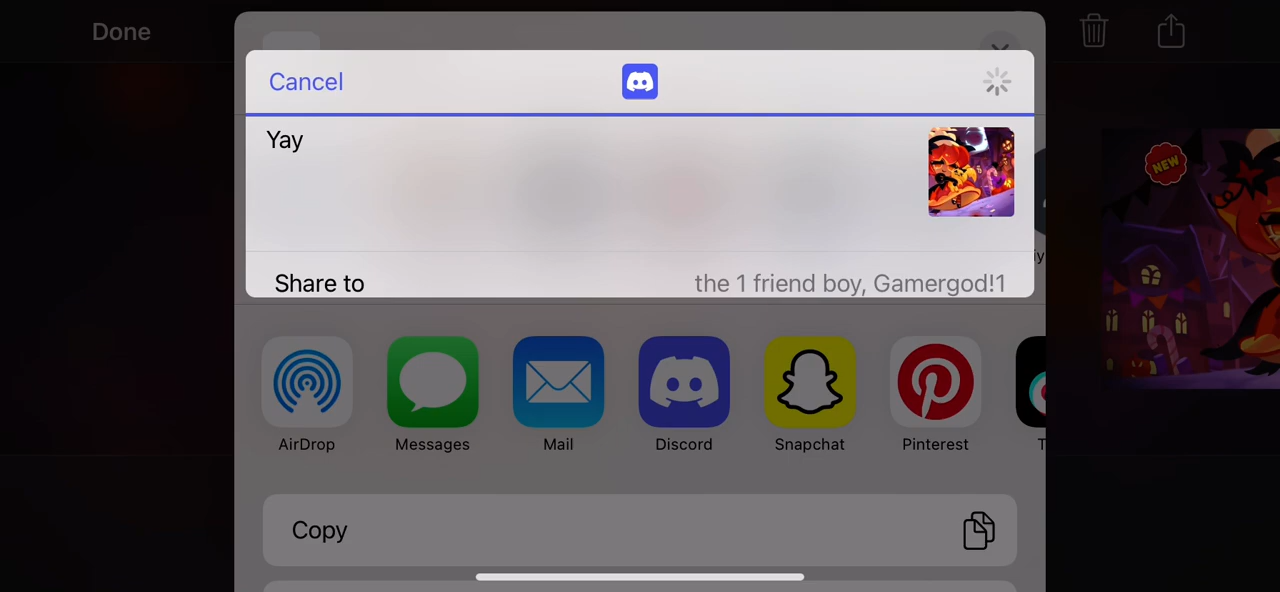 Done
Cancel
Yay
NEW
iy
Share to
the 1 friend boy, Gamergod!1
AirDrop
Messages
Mail
Discord
Snapchat
Pinterest
T
Copy